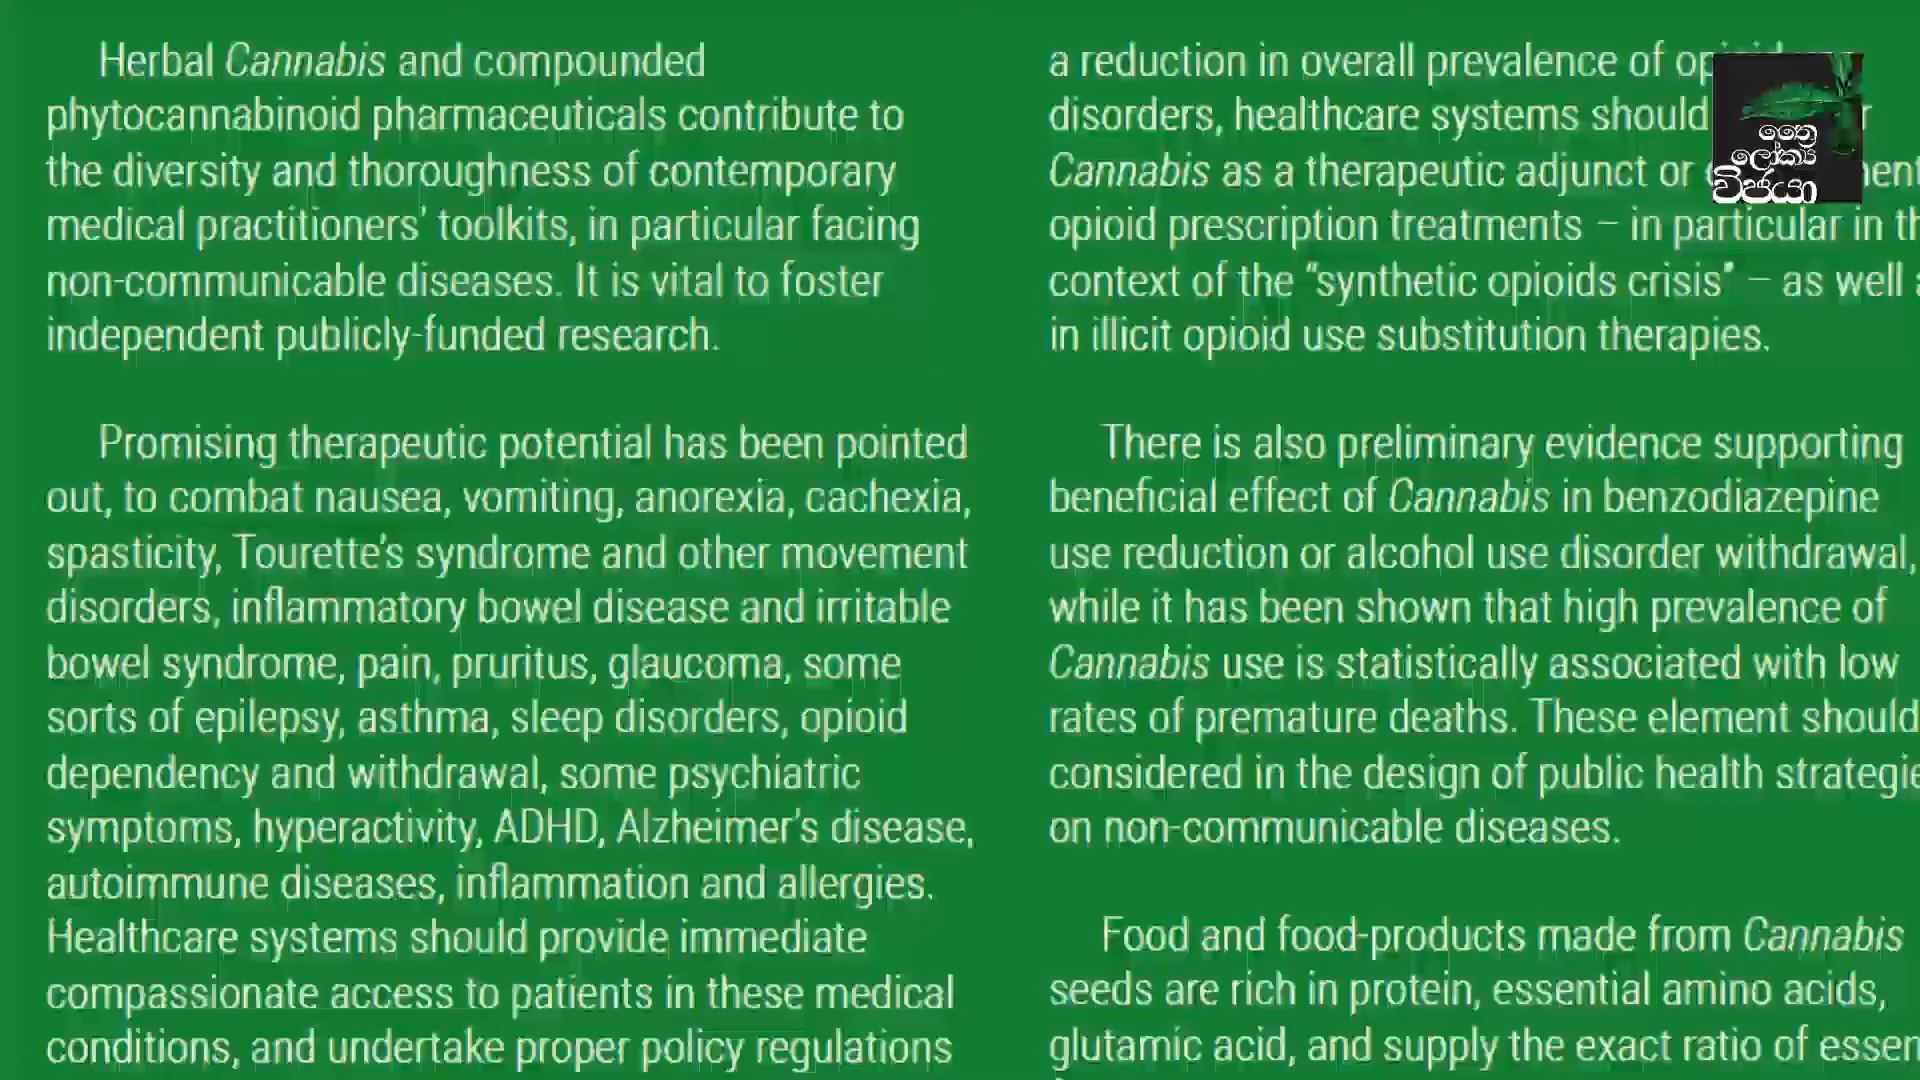 Herbal Cannabis and compounded
phytocannabinoid pharmaceuticals contribute to
the diversity and thoroughness of contemporary
medical practitioners' toolkits, in particular facing
non-communicable diseases. It is vital to foster
independent publicly-funded research.
Promising therapeutic potential has been pointed
out, to combat nausea, vomiting, anorexia, cachexia,
spasticity, Tourette's syndrome and other movement
disorders, inflammatory bowel disease and irritable
bowel syndrome, pain, pruritus, glaucoma, some
sorts of epilepsy, asthma, sleep disorders, opioid
dependency and withdrawal, some psychiatric
symptoms, hyperactivity, ADHD, Alzheimer's disease,
autoimmune diseases, inflammation and allergies.
Healthcare systems should provide immediate
compassionate access to patients in these medical
conditions, and undertake proper policy regulations
a reduction in overall prevalence of
disorders, healthcare systems should
Cannabis as a therapeutic adjunct or
opioid prescription treatments – in particular in
context of the "synthetic opioids crisis" – as well
in illicit opioid use substitution therapies.
There is also preliminary evidence supporting
beneficial effect of Cannabis in benzodiazepine
use reduction or alcohol use disorder withdrawal,
while it has been shown that high prevalence of
Cannabis use is statistically associated with low
rates of premature deaths. These element should
considered in the design of public health
on non-communicable diseases.
Food and food-products made from Cannabis
seeds are rich in protein, essential amino acids,
glutamic acid, and supply the exact ratio of
ත්‍රෛ
ලෝක්‍ය
විජයා